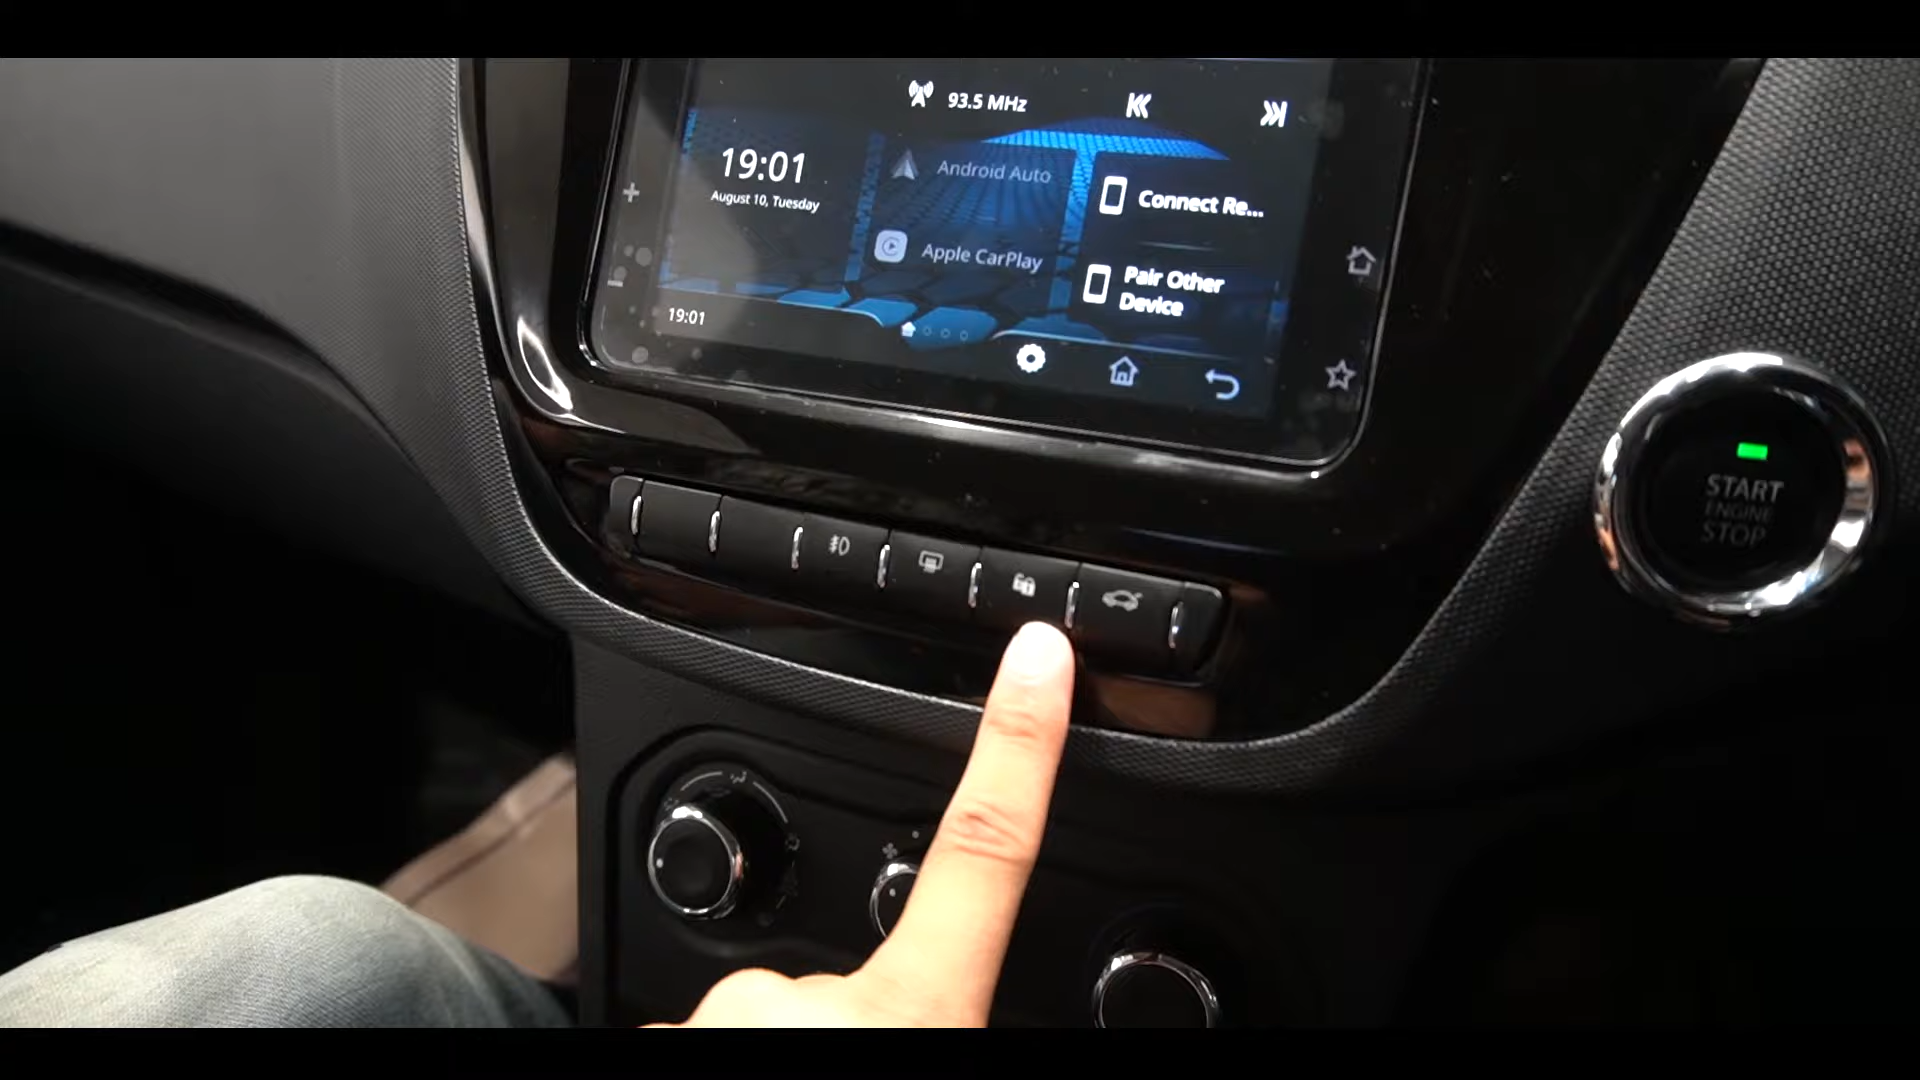 93.5 MHz
19:01
August 10, Tuesday
Android Auto
Apple CarPlay
Connect Re...
Pair Other
Device
19:01
START
ENGINE
STOP